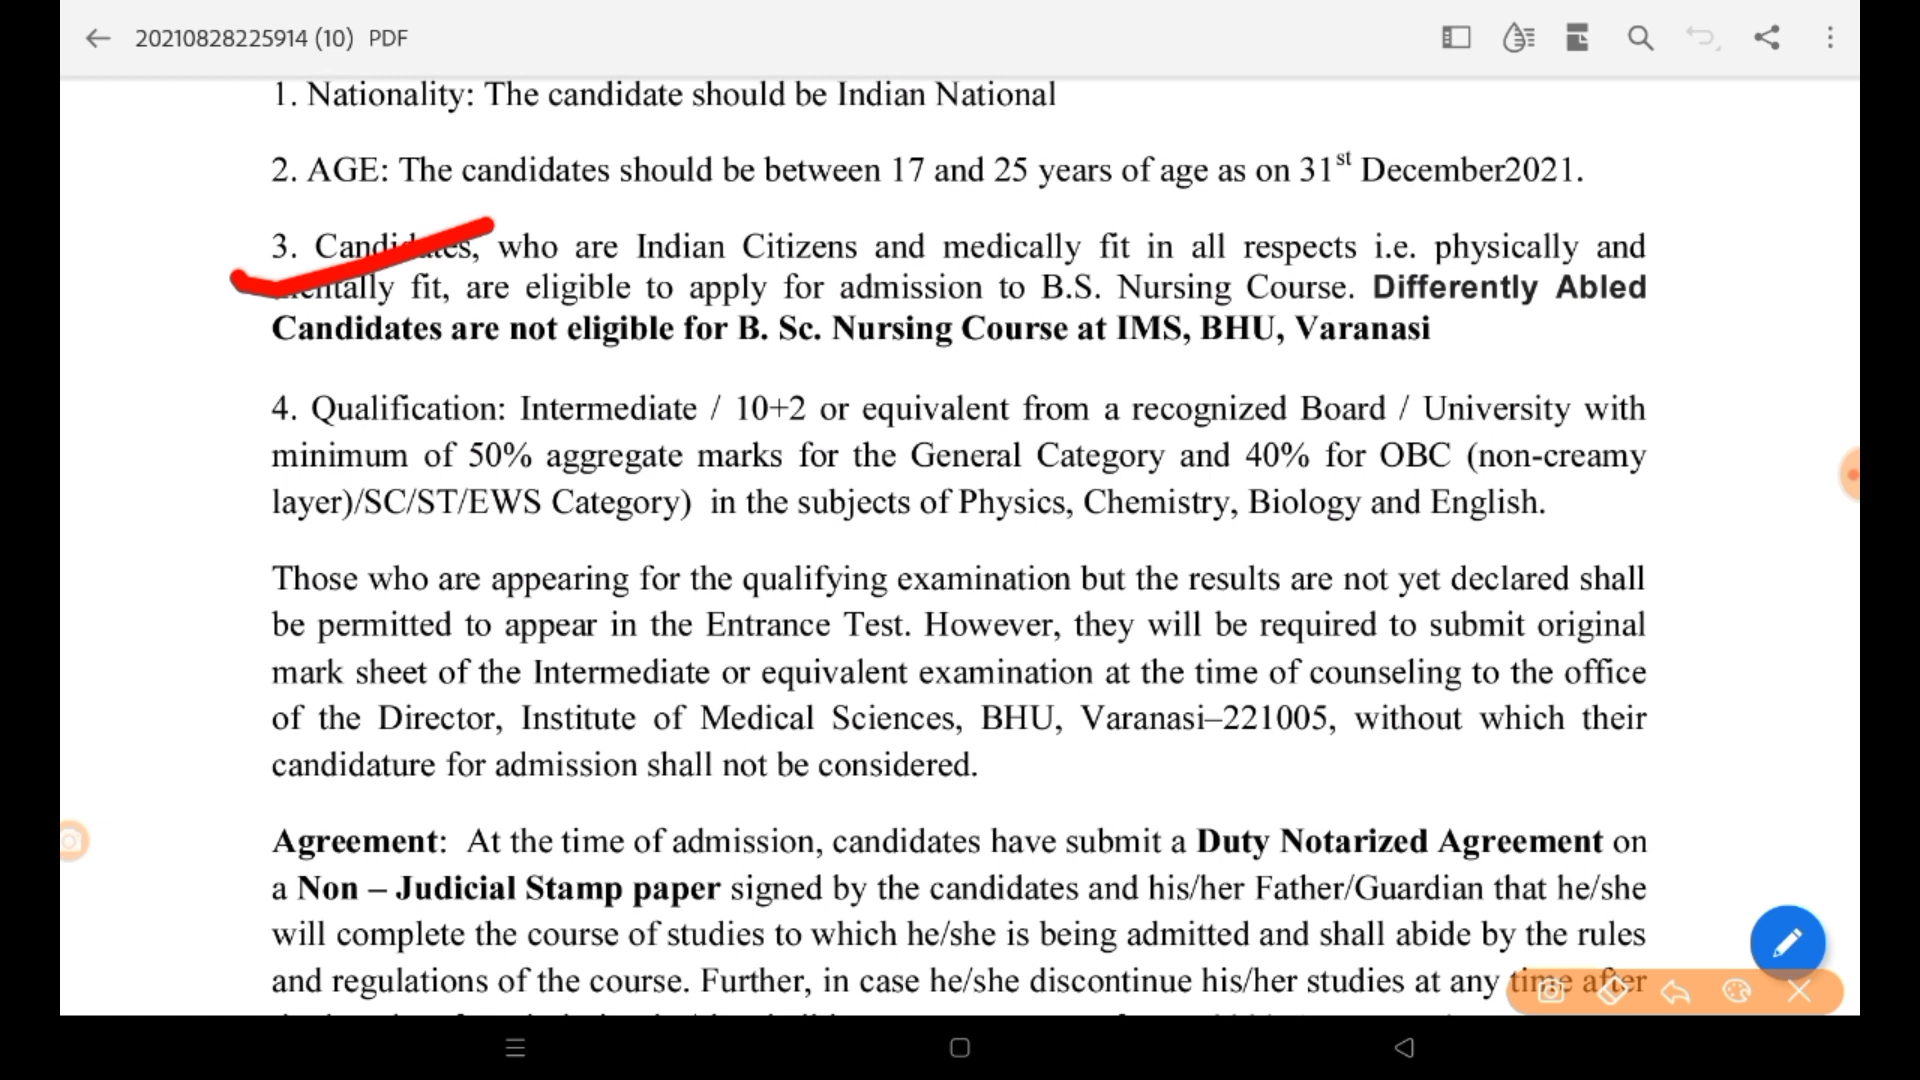 20210828225914 (10) PDF
1. Nationality: The candidate should be Indian National
2. AGE: The candidates should be between 17 and 25 years of age as on 31st December2021.
3. Candidates, who are Indian Citizens and medically fit in all respects i.e. physically and
mentally fit, are eligible to apply for admission to B.S. Nursing Course. Differently Abled
Candidates are not eligible for B. Sc. Nursing Course at IMS, BHU, Varanasi
4. Qualification: Intermediate / 10+2 or equivalent from a recognized Board / University with
minimum of 50% aggregate marks for the General Category and 40% for OBC (non-creamy
layer)/SC/ST/EWS Category) in the subjects of Physics, Chemistry, Biology and English.
Those who are appearing for the qualifying examination but the results are not yet declared shall
be permitted to appear in the Entrance Test. However, they will be required to submit original
mark sheet of the Intermediate or equivalent examination at the time of counseling to the office
of the Director, Institute of Medical Sciences, BHU, Varanasi–221005, without which their
candidature for admission shall not be considered.
Agreement: At the time of admission, candidates have submit a Duty Notarized Agreement on
a Non – Judicial Stamp paper signed by the candidates and his/her Father/Guardian that he/she
will complete the course of studies to which he/she is being admitted and shall abide by the rules
and regulations of the course. Further, in case he/she discontinue his/her studies at any time after